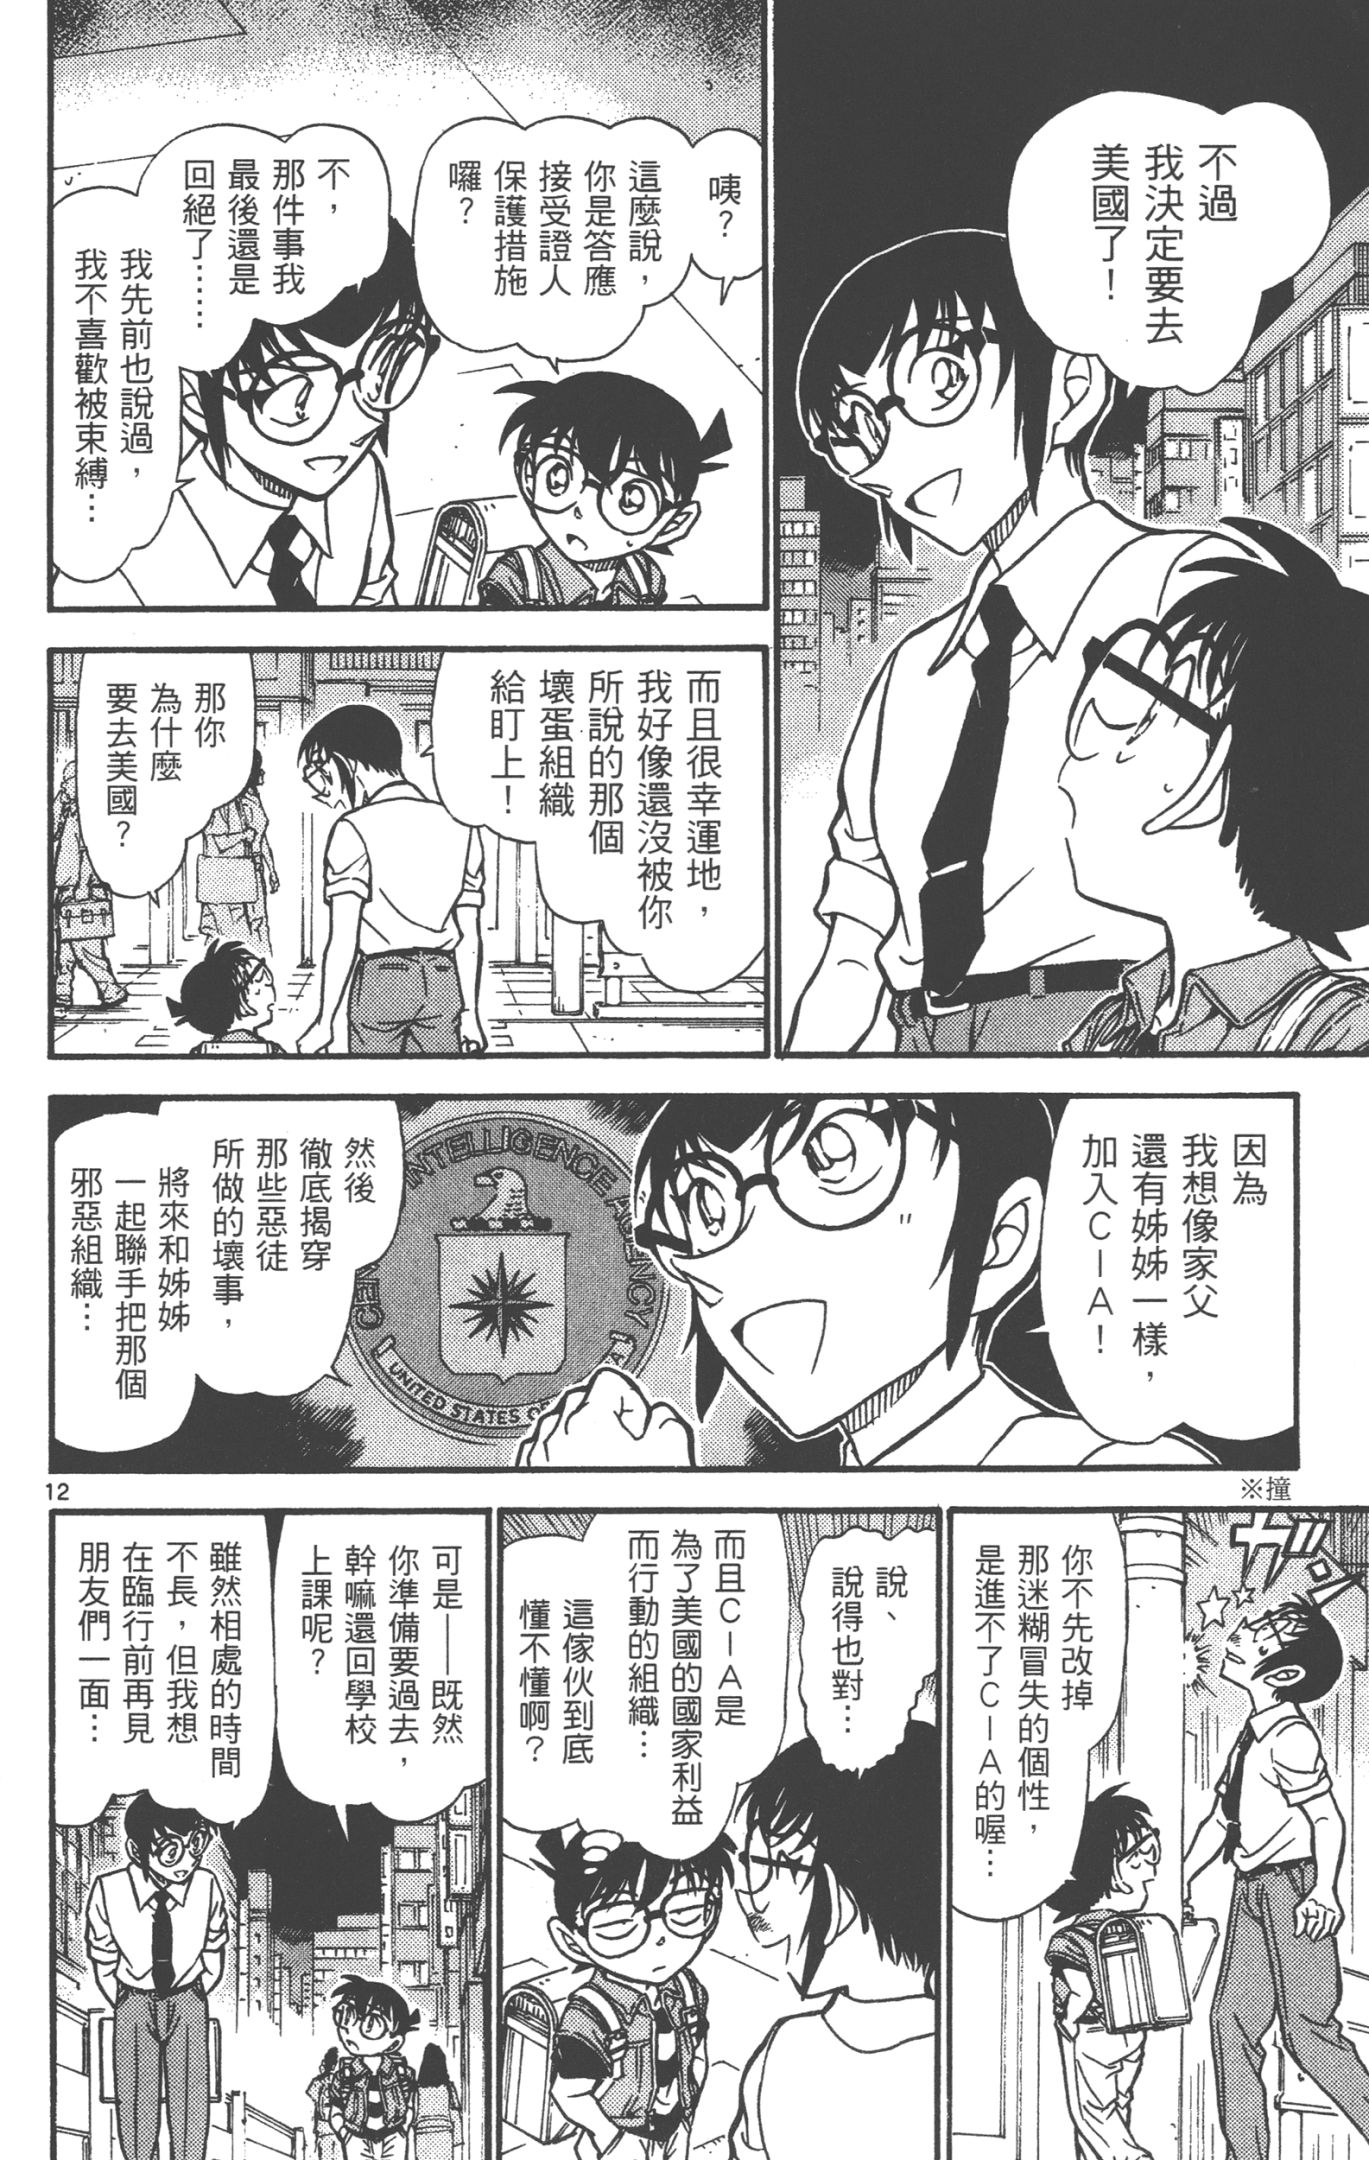 不過
我決定要去
美國了！
咦？
這麼說，
你是答應
接受證人
保護措施
囉？
不，
那件事我
最後還是
回絕了……
我先前也說過，
我不喜歡被束縛…
而且很幸運地，
我好像還沒被你
所說的那個
壞蛋組織
給盯上！
那你
為什麼
要去美國？
因為
我想像家父
還有姊姊一樣，
加入CIA！
然後
徹底揭穿
那些惡徒
所做的壞事，
將來和姊姊
一起聯手把那個
邪惡組織…
INTELLIGENCE AGENCY
UNITED STATES OF
12
※撞
ガン
你不先改掉
那迷糊冒失的個性，
是進不了CIA的喔…
說、
說得也對…
而且CIA是
為了美國的國家利益
而行動的組織…
這傢伙到底
懂不懂啊？
可是——既然
你準備要過去，
幹嘛還回學校
上課呢？
雖然相處的時間
不長，但我想
在臨行前再見
朋友們一面…